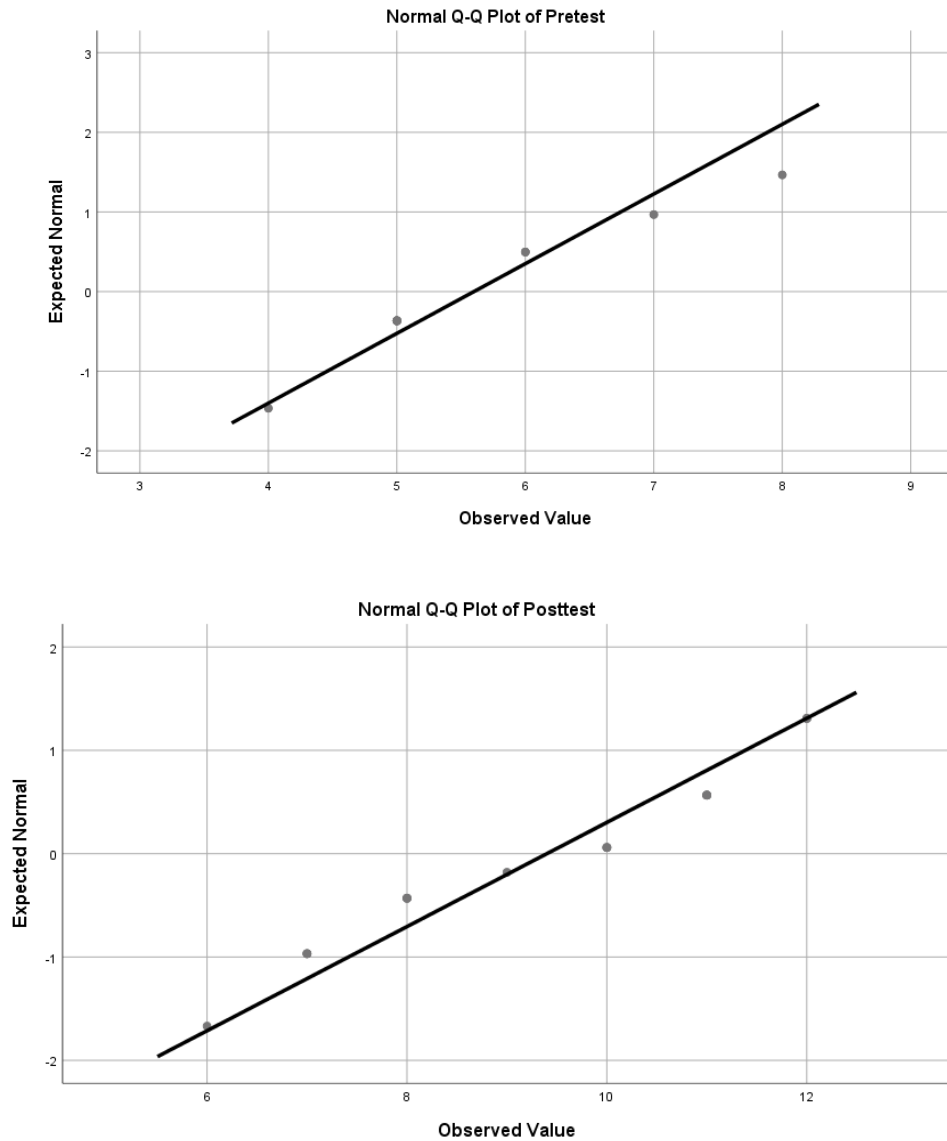 Normal Q-Q Plot of Pretest
3
2
1
0
-1
-2
Expected Normal
3 4 5 6 7 8 9
Observed Value
Normal Q-Q Plot of Posttest
2
1
0
-1
-2
Expected Normal
6 8 10 12
Observed Value